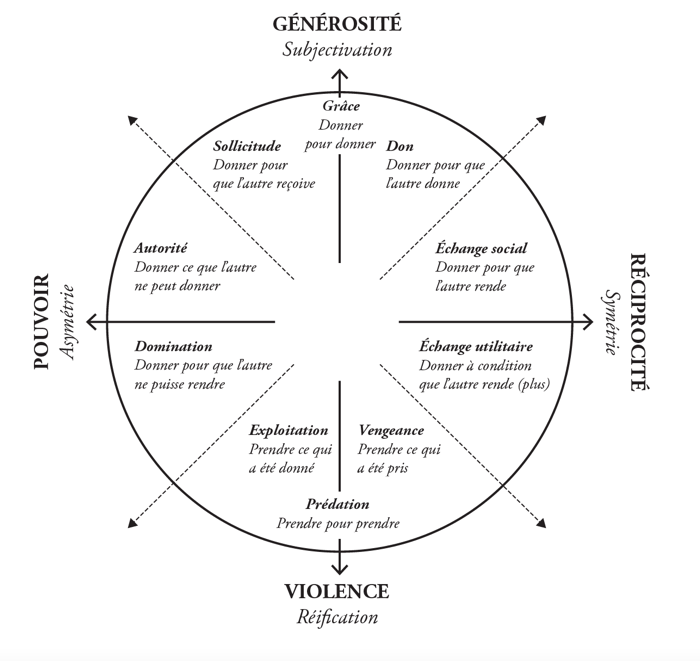 GÉNÉROSITÉ
Subjectivation
Grâce
Donner
pour donner
Sollicitude
Donner pour
que l'autre reçoive
Don
Donner pour que
l'autre donne
Autorité
Donner ce que l'autre
ne peut donner
Échange social
Donner pour que
l'autre rende
POUVOIR
Asymétrie
RÉCIPROCITÉ
Symétrie
Domination
Donner pour que l'autre
ne puisse rendre
Échange utilitaire
Donner à condition
que l'autre rende (plus)
Exploitation
Prendre ce qui
a été donné
Vengeance
Prendre ce qui
a été pris
Prédation
Prendre pour prendre
VIOLENCE
Réification